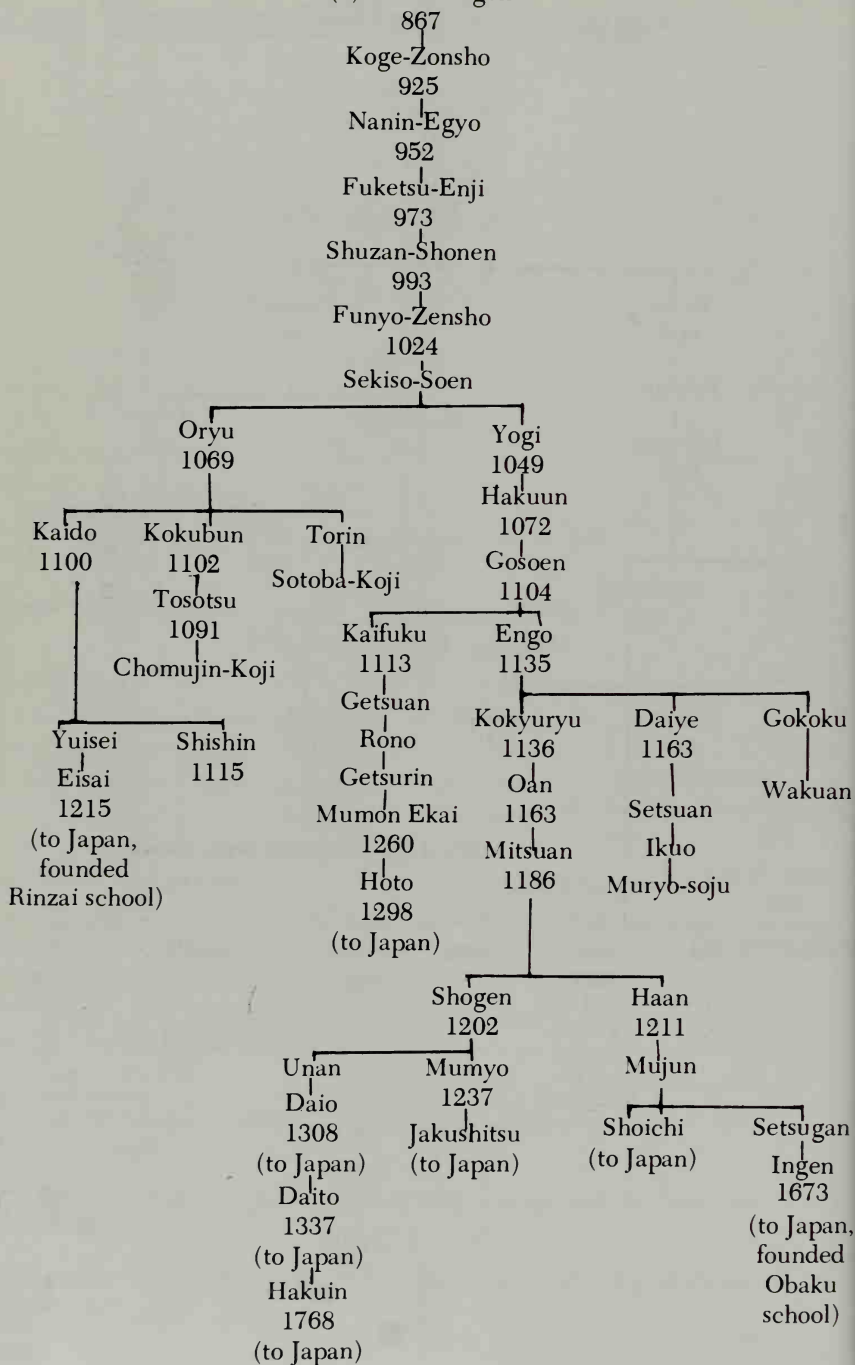 867
Koge-Zonsho
925
Nanin-Egyo
952
Fuketsu-Enji
973
Shuzan-Shonen
993
Funyo-Zensho
1024
Sekiso-Soen
Oryu
1069
Yogi
1049
Hakuun
1072
Gosoen
1104
Kaido
1100
Kokubun
1102
Tosotsu
1091
Chomujin-Koji
Torin
Sotoba-Koji
Yuisei
Eisai
1215
(to Japan,
founded
Rinzai school)
Shishin
1115
Kaifuku
1113
Getsuan
Rono
Getsurin
Mumon Ekai
1260
Hoto
1298
(to Japan)
Engo
1135
Kokyuryu
1136
Oan
1163
Mitsuan
1186
Daiye
1163
Setsuan
Ikuo
Muryo-soju
Gokoku
Wakuan
Shogen
1202
Haan
1211
Mujun
Unan
Daio
1308
(to Japan)
Daito
1337
(to Japan)
Hakuin
1768
(to Japan)
Mumyo
1237
Jakushitsu
(to Japan)
Shoichi
(to Japan)
Setsugan
Ingen
1673
(to Japan,
founded
Obaku
school)